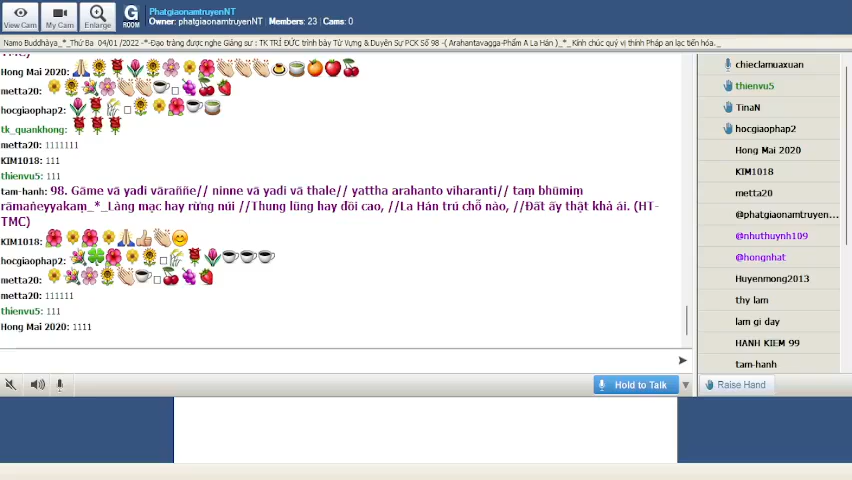 PhatgiaonamtruyenNT
Owner: phatgiaonamtruyenNT | Members: 23 | Cams: 0
View Cam
My Cam
Enlarge
G
ROOM
Namo Buddhàya_*_Thứ Ba 04/01/2022 -*-Đạo tràng được nghe Giảng sư : TK TRÍ ĐỨC trình bày Từ Vựng & Duyên Sự PCK Số 98 -( Arahantavagga-Phẩm A La Hán )_*_ Kính chúc quý vị thính Pháp an lạc tiến hóa._
TMC)
Hong Mai 2020:
metta20:
hocgiaophap2:
tk_quankhong:
metta20: 1111111
KIM1018: 111
thienvu5: 111
tam-hanh: 98. Gāme vā yadi vāraññe// ninne vā yadi vā thale// yattha arahanto viharanti// taṃ bhūmiṃ
rāmaṇeyyakaṃ_*_Làng mạc hay rừng núi //Thung lũng hay đồi cao, //La Hán trú chỗ nào, //Đất ấy thật khả ái. (HT-
TMC)
KIM1018:
hocgiaophap2:
metta20:
metta20: 111111
thienvu5: 111
Hong Mai 2020: 1111
Hold to Talk
chieclamuaxuan
thienvu5
TinaN
hocgiaophap2
Hong Mai 2020
KIM1018
metta20
@phatgiaonamtruyen...
@nhuthuynh109
@hongnhat
Huyenmong2013
thy lam
lam gi day
HANH KIEM 99
tam-hanh
Raise Hand